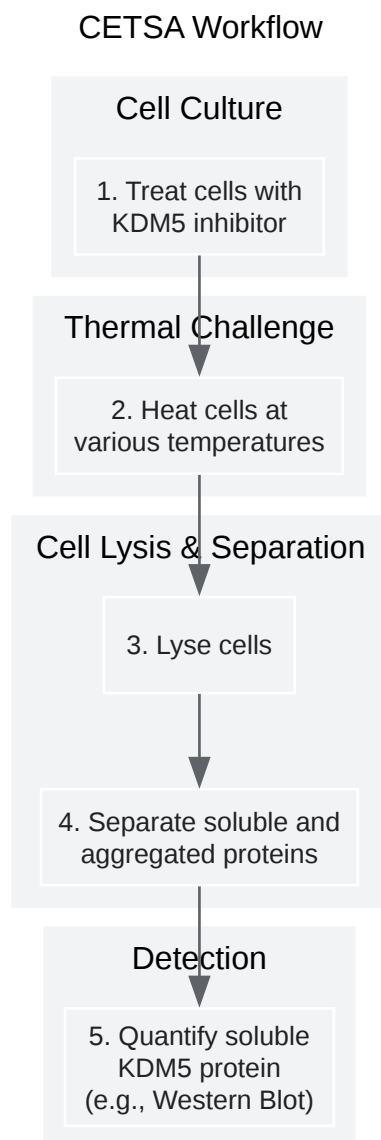 CETSA Workflow
Cell Culture
1. Treat cells with
KDM5 inhibitor
Thermal Challenge
2. Heat cells at
various temperatures
Cell Lysis & Separation
3. Lyse cells
4. Separate soluble and
aggregated proteins
Detection
5. Quantify soluble
KDM5 protein
(e.g., Western Blot)